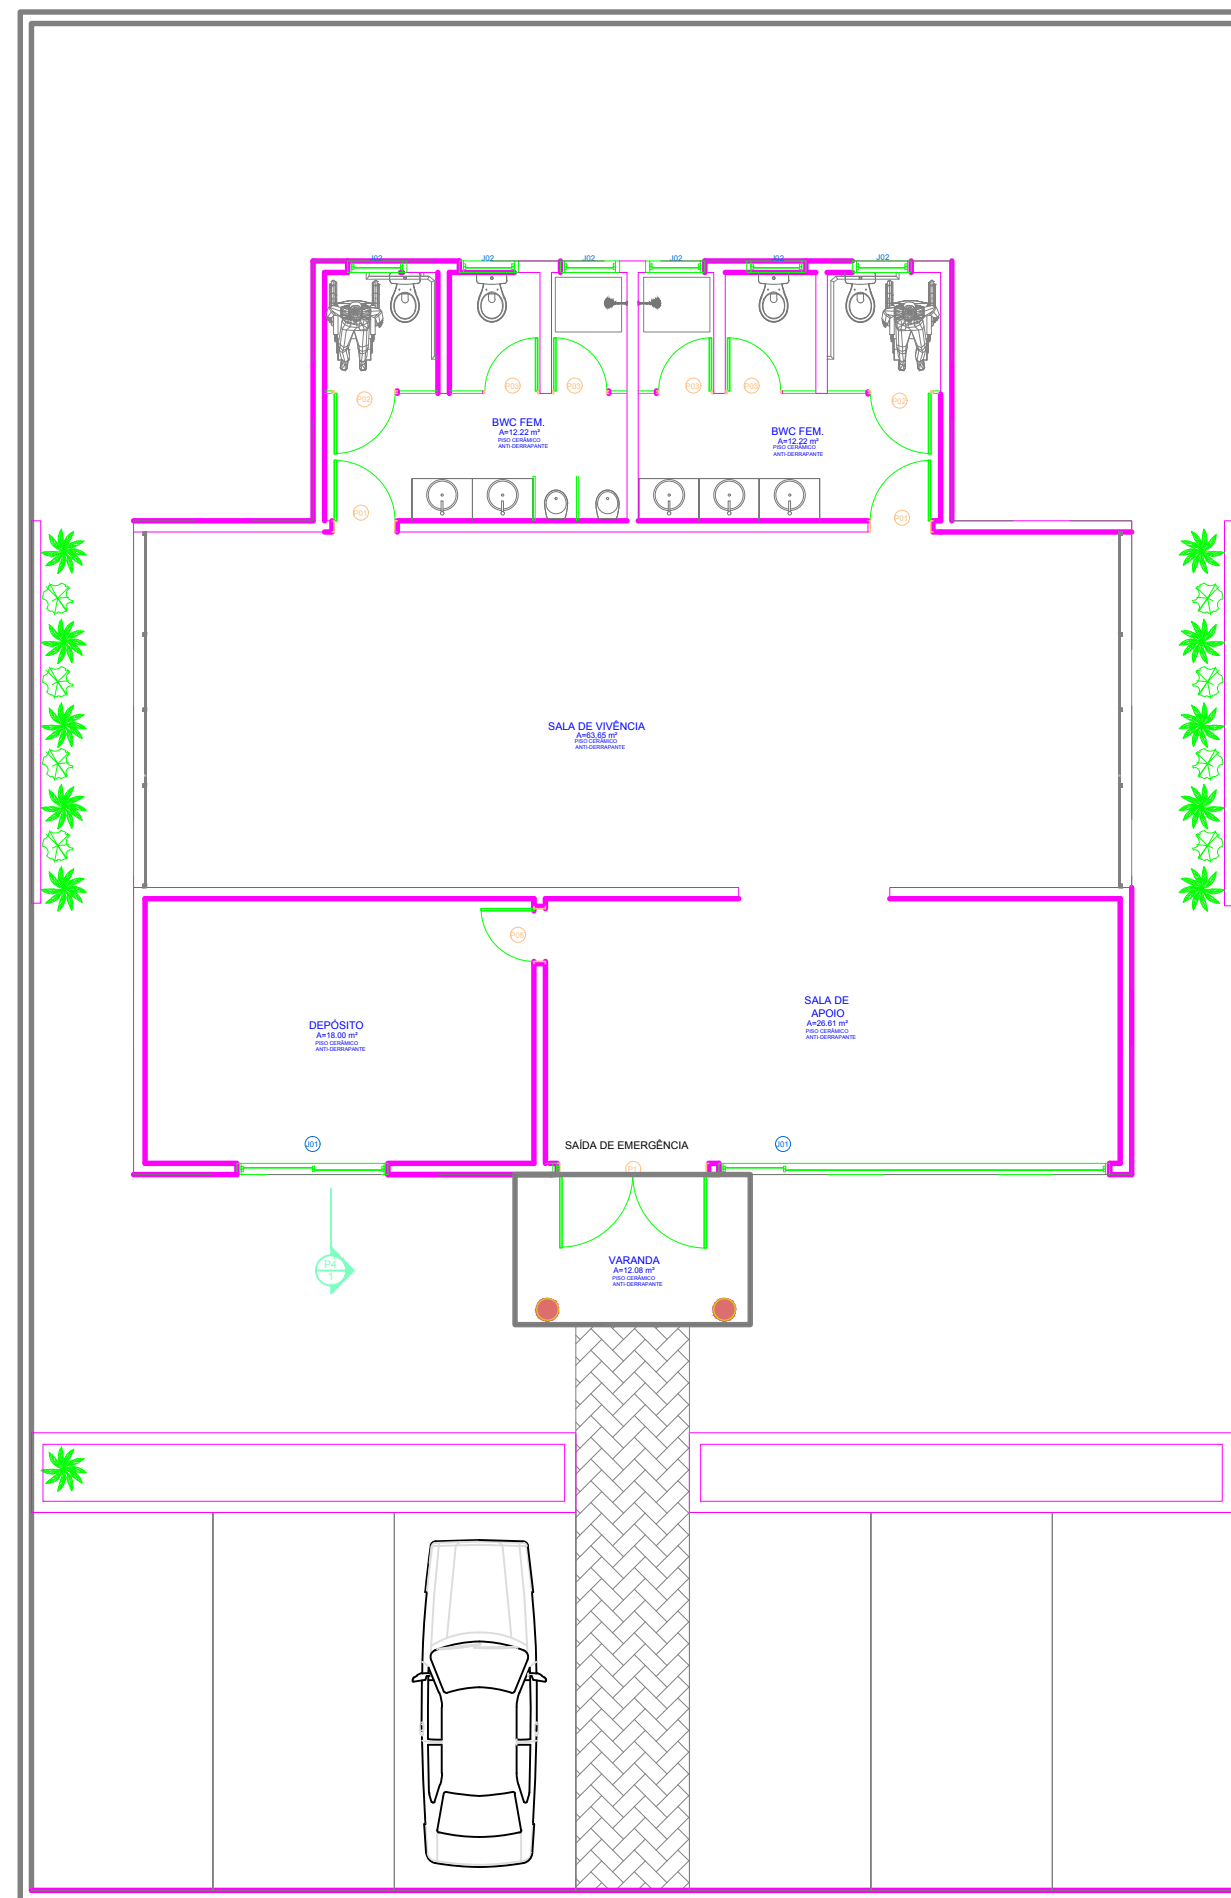 J02
J02
J02
J02
J02
J02
P02
P03
P03
P03
P03
P02
BWC FEM.
A=12.22 m²
PISO CERÂMICO
ANTI-DERRAPANTE
BWC FEM.
A=12.22 m²
PISO CERÂMICO
ANTI-DERRAPANTE
P01
P01
SALA DE VIVÊNCIA
A=63.65 m²
PISO CERÂMICO
ANTI-DERRAPANTE
DEPÓSITO
A=18.00 m²
PISO CERÂMICO
ANTI-DERRAPANTE
SALA DE
APOIO
A=26.61 m²
PISO CERÂMICO
ANTI-DERRAPANTE
J01
SAÍDA DE EMERGÊNCIA
J01
P1
VARANDA
A=12.08 m²
PISO CERÂMICO
ANTI-DERRAPANTE
P4
1